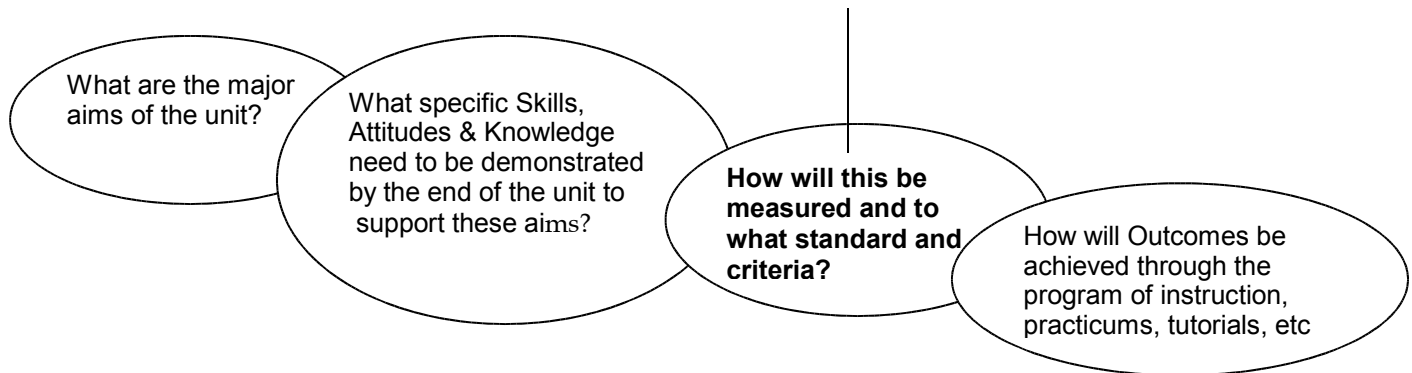 What are the major
aims of the unit?
What specific Skills,
Attitudes & Knowledge
need to be demonstrated
by the end of the unit to
support these aims?
How will this be
measured and to
what standard and
criteria?
How will Outcomes be
achieved through the
program of instruction,
practicums, tutorials, etc